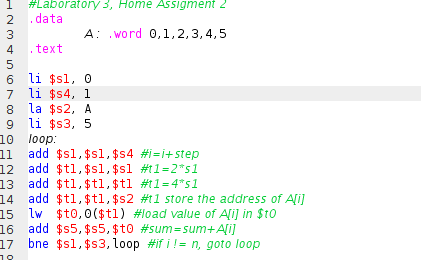 1 #Laboratory 3, Home Assigment 2
2 .data
3 A: .word 0,1,2,3,4,5
4 .text
5
6 li $s1, 0
7 li $s4, 1
8 la $s2, A
9 li $s3, 5
10 loop:
11 add $s1,$s1,$s4 #i=i+step
12 add $t1,$s1,$s1 #t1=2*s1
13 add $t1,$t1,$t1 #t1=4*s1
14 add $t1,$t1,$s2 #t1 store the address of A[i]
15 lw $t0,0($t1) #load value of A[i] in $t0
16 add $s5,$s5,$t0 #sum=sum+A[i]
17 bne $s1,$s3,loop #if i != n, goto loop
18